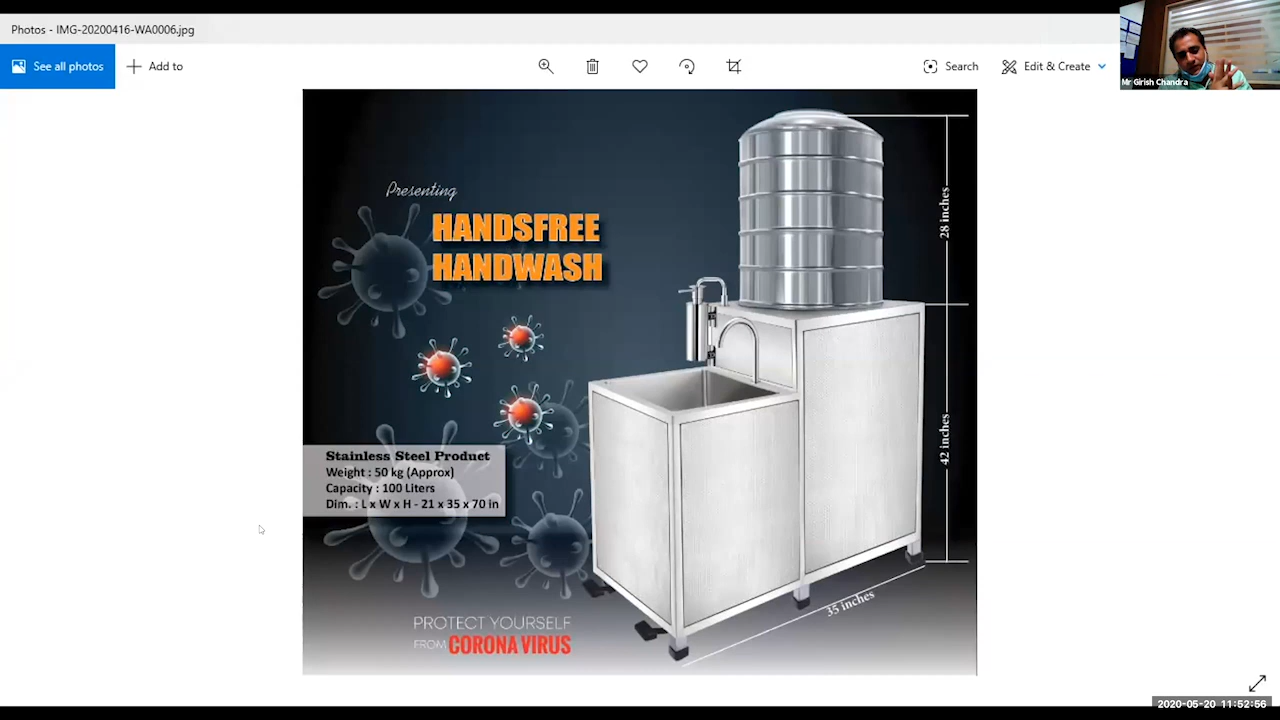 Photos - IMG-20200416-WA0006.jpg
See all photos
Add to
Search
Edit & Create
Mr Girish Chandra
Presenting
HANDSFREE
HANDWASH
28 inches
42 inches
Stainless Steel Product
Weight : 50 kg (Approx)
Capacity : 100 Liters
Dim. : L x W x H - 21 x 35 x 70 in
35 inches
PROTECT YOURSELF
FROM CORONA VIRUS
2020-05-20 11:52:56